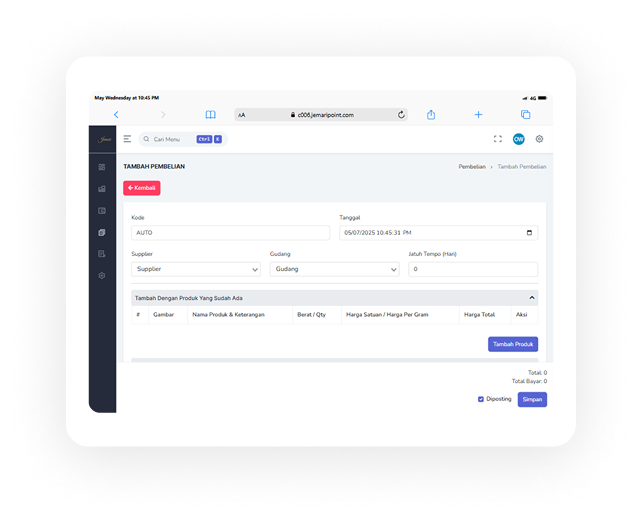 May Wednesday at 10:45 PM
4G
AA
c006.jemaripoint.com
Cari Menu
Ctrl
K
OW
TAMBAH PEMBELIAN
Pembelian > Tambah Pembelian
← Kembali
Kode
Tanggal
AUTO
05/07/2025 10:45:31 PM
Supplier
Gudang
Jatuh Tempo (Hari)
Supplier
Gudang
0
Tambah Dengan Produk Yang Sudah Ada
# Gambar Nama Produk & Keterangan Berat / Qty Harga Satuan / Harga Per Gram Harga Total Aksi
Tambah Produk
Total: 0
Total Bayar: 0
Diposting
Simpan